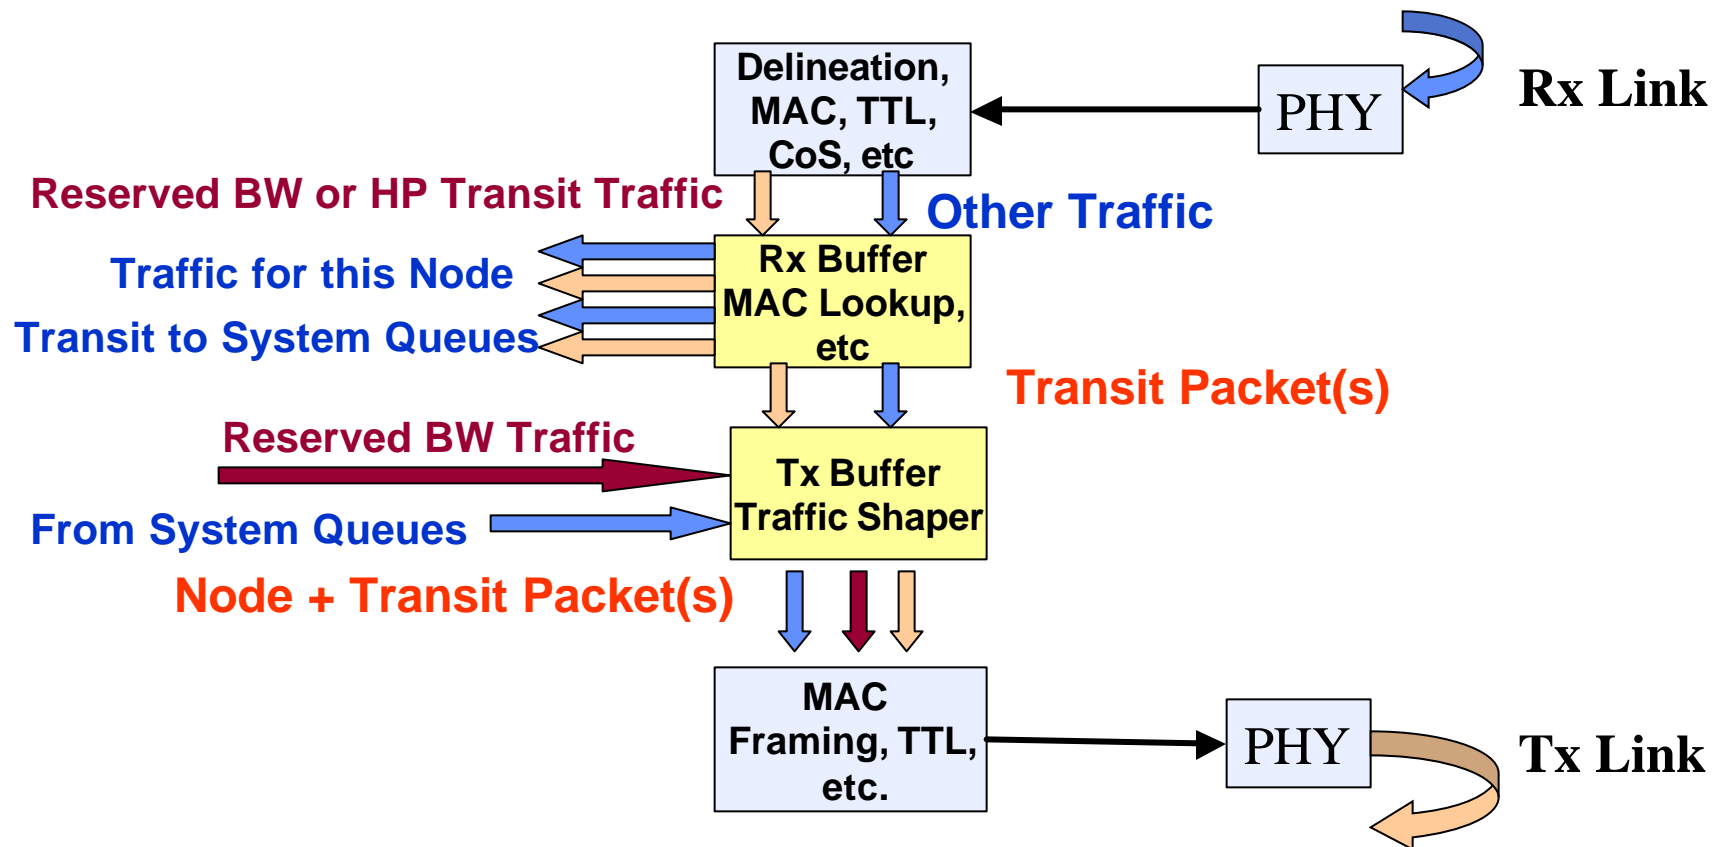 Delineation,
MAC, TTL,
CoS, etc
PHY
Rx Link
Reserved BW or HP Transit Traffic
Other Traffic
Traffic for this Node
Transit to System Queues
Rx Buffer
MAC Lookup,
etc
Transit Packet(s)
Reserved BW Traffic
From System Queues
Tx Buffer
Traffic Shaper
Node + Transit Packet(s)
MAC
Framing, TTL,
etc.
PHY
Tx Link